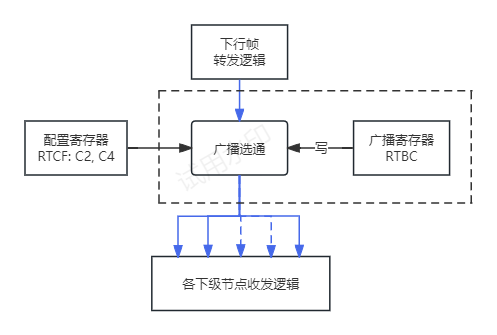 下行帧
转发逻辑
配置寄存器
RTCF: C2, C4
广播选通
写
广播寄存器
RTBC
试用水印
各下级节点收发逻辑